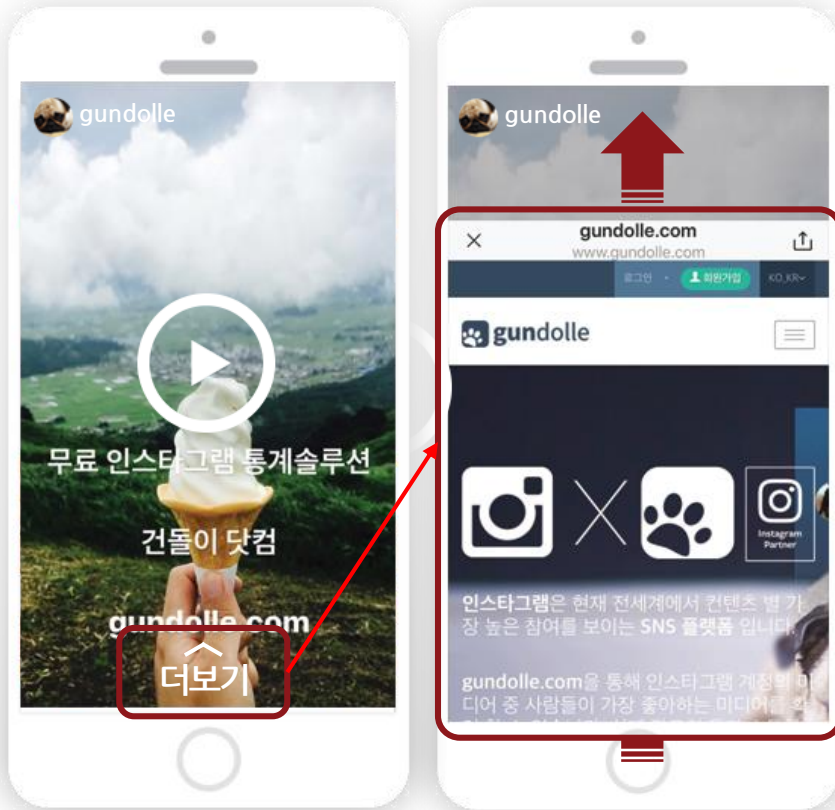 gundolle
무료 인스타그램 통계솔루션
건돌이 닷컴
gundolle.com
더보기
gundolle
gundolle.com
www.gundolle.com
로그인
회원가입
KO_KR
gundolle
Instagram
Partner
인스타그램은 현재 전세계에서 컨텐츠 별 가
장 높은 참여를 보이는 SNS 플랫폼 입니다
gundolle.com을 통해 인스타그램 계정의 미
디어 중 사람들이 가장 좋아하는 미디어를